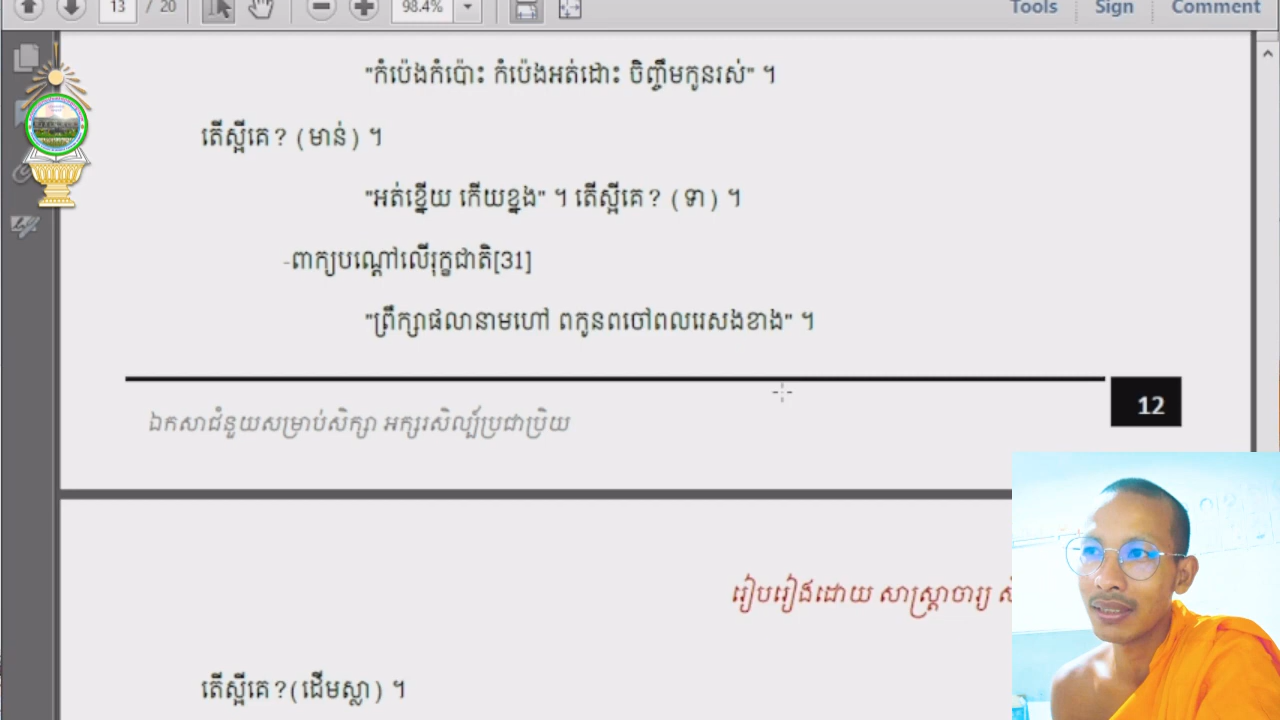 13 / 20 98.4% Tools Sign Comment
"កំប៉េងកំប៉ោះ កំប៉េងអត់ដោះ ចិញ្ចឹមកូនរស់" ។
តើស្អីគេ? (មាន់) ។
"អត់ខ្នើយ កើយខ្នង" ។ តើស្អីគេ? (ទា) ។
-ពាក្យបណ្តៅលើរុក្ខជាតិ[31]
"ព្រឹក្សាផលានាមហៅ ពកូនពចៅពលរេសងខាង" ។
ឯកសាជំនួយសម្រាប់សិក្សា អក្សរសិល្ប៍ប្រជាប្រិយ
12
រៀបរៀងដោយ សាស្ត្រាចារ្យ
តើស្អីគេ?(ដើមស្លា) ។